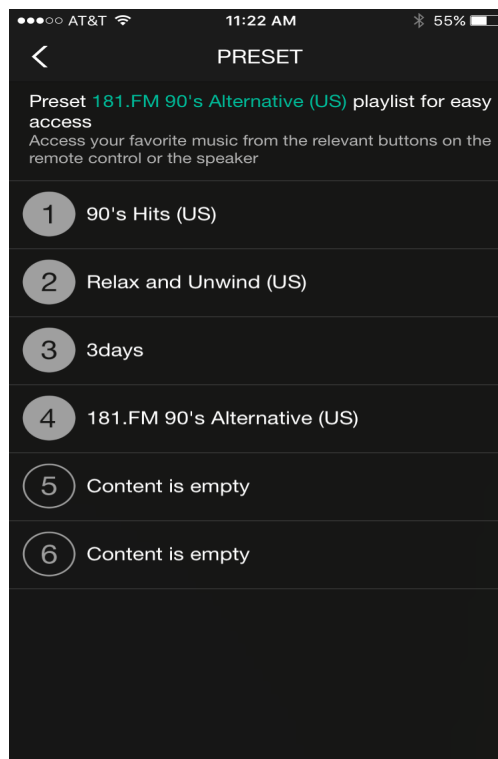 AT&T 11:22 AM 55%
PRESET
Preset 181.FM 90's Alternative (US) playlist for easy
access
Access your favorite music from the relevant buttons on the
remote control or the speaker
1 90's Hits (US)
2 Relax and Unwind (US)
3 3days
4 181.FM 90's Alternative (US)
5 Content is empty
6 Content is empty